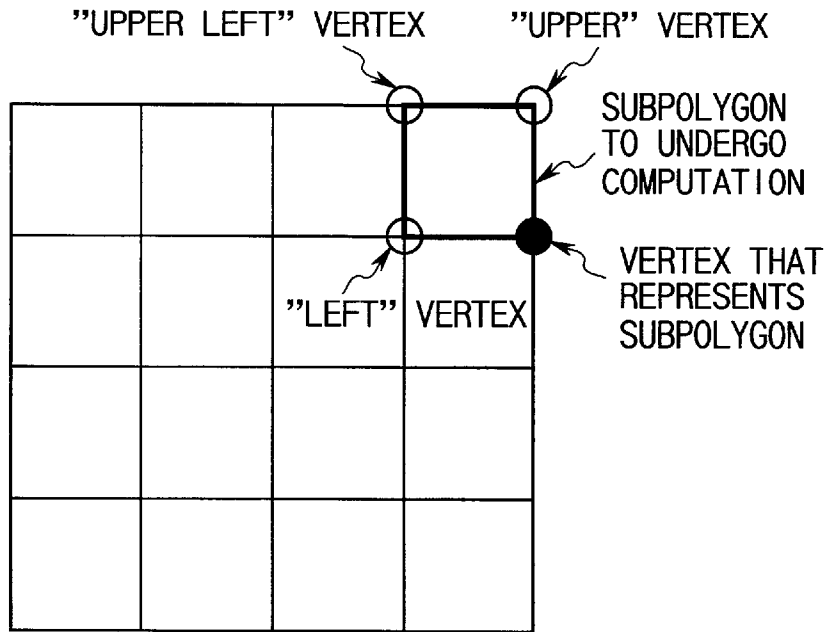 ”UPPER LEFT” VERTEX
”UPPER” VERTEX
SUBPOLYGON
TO UNDERGO
COMPUTATION
VERTEX THAT
REPRESENTS
SUBPOLYGON
”LEFT” VERTEX